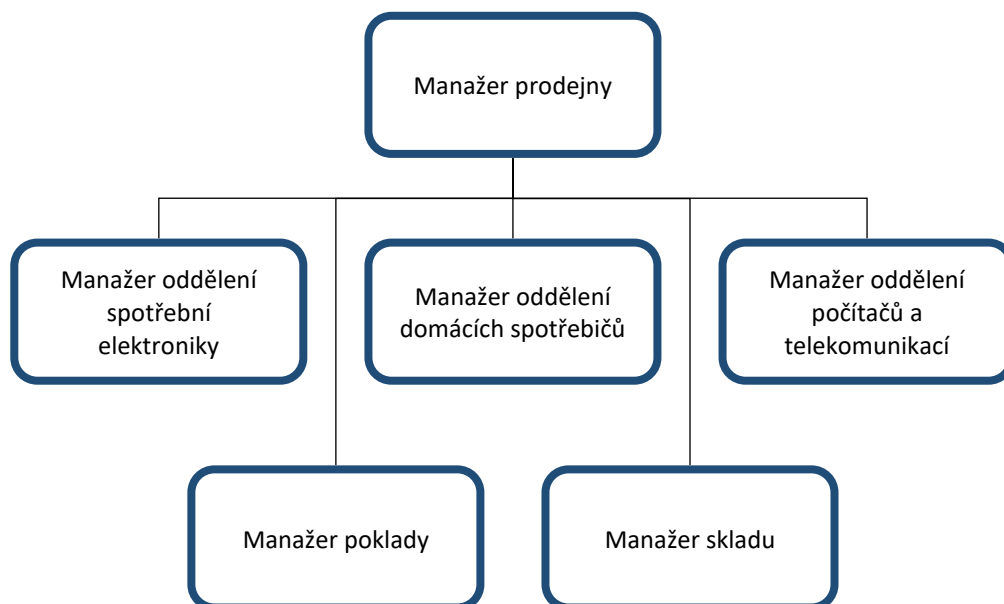 Manažer prodejny
Manažer oddělení
spotřební
elektroniky
Manažer oddělení
domácích spotřebičů
Manažer oddělení
počítačů a
telekomunikací
Manažer poklady
Manažer skladu